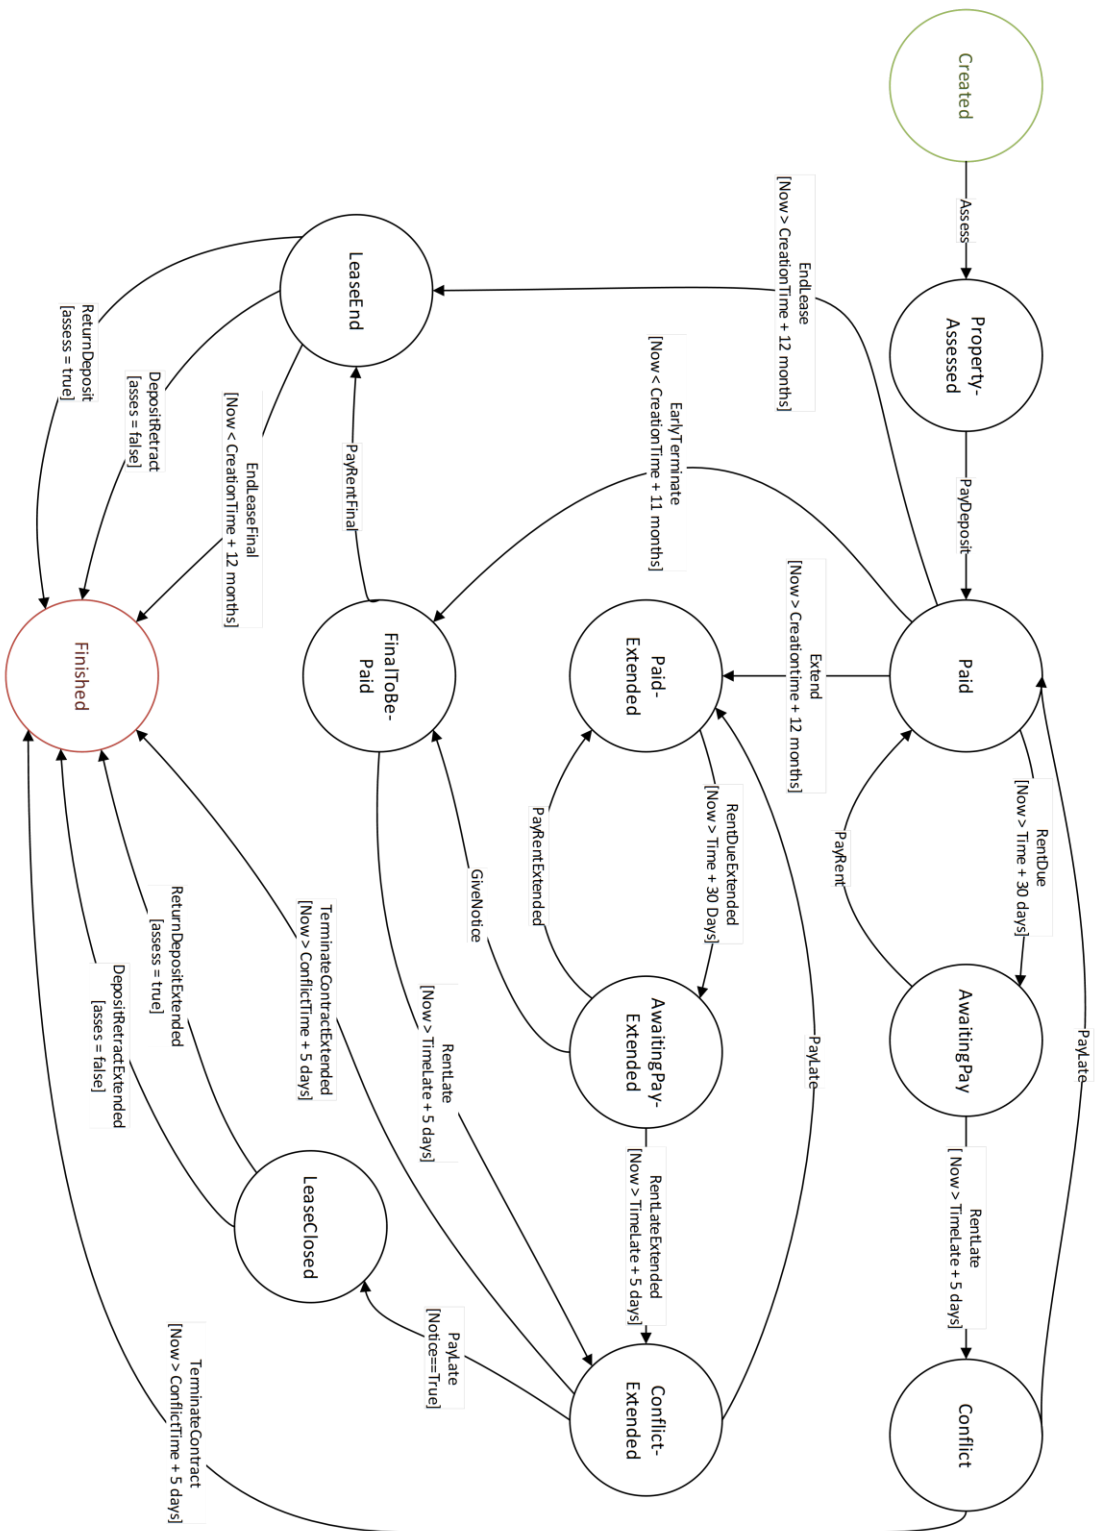 Created
Assess
Property-
Assessed
PayDeposit
Paid
RentDue
[Now > Time + 30 days]
PayRent
AwaitingPay
RentLate
[ Now > TimeLate + 5 days]
Conflict
PayLate
EndLease
[Now > CreationTime + 12 months]
Extend
[Now > Creationtime + 12 months]
EarlyTerminate
[Now < CreationTime + 11 months]
Paid-
Extended
RentDueExtended
[Now > Time + 30 Days]
PayRentExtended
AwaitingPay-
Extended
RentLateExtended
[Now > TimeLate + 5 days]
Conflict-
Extended
PayLate
GiveNotice
LeaseEnd
PayRentFinal
FinalToBe-
Paid
RentLate
[Now > TimeLate + 5 days]
PayLate
[Notice==True]
LeaseClosed
TerminateContractExtended
[Now > ConflictTime + 5 days]
EndLeaseFinal
[Now < CreationTime + 12 months]
DepositRetract
[asses = false]
ReturnDeposit
[assess = true]
Finished
ReturnDepositExtended
[assess = true]
DepositRetractExtended
[asses = false]
TerminateContract
[Now > ConflictTime + 5 days]